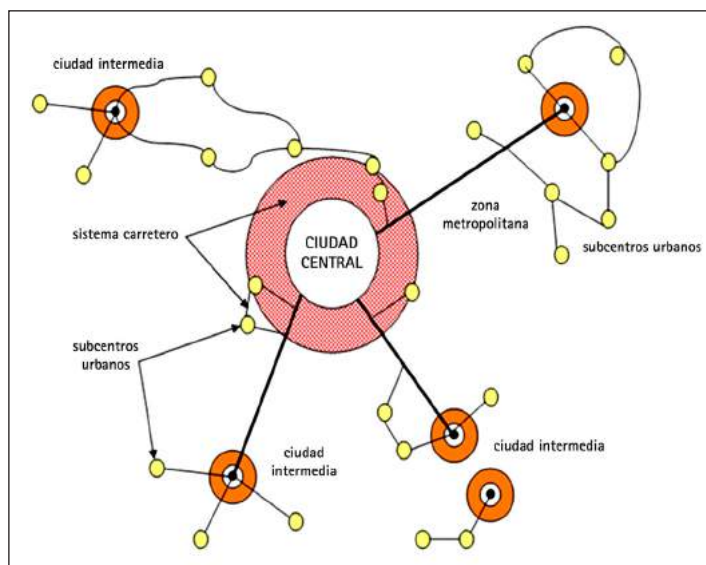 ciudad intermedia
sistema carretero
CIUDAD
CENTRAL
zona
metropolitana
subcentros urbanos
subcentros
urbanos
ciudad
intermedia
ciudad intermedia